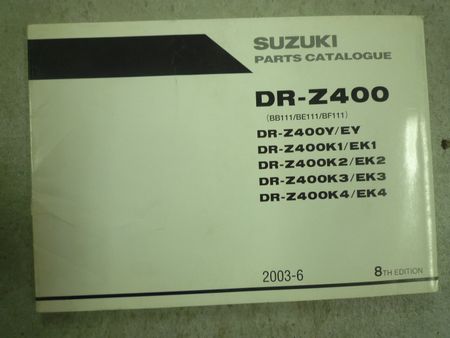 SUZUKI
PARTS CATALOGUE
DR-Z400
(BB111/BE111/BF111)
DR-Z400Y/EY
DR-Z400K1/EK1
DR-Z400K2/EK2
DR-Z400K3/EK3
DR-Z400K4/EK4
2003-6 8TH EDITION